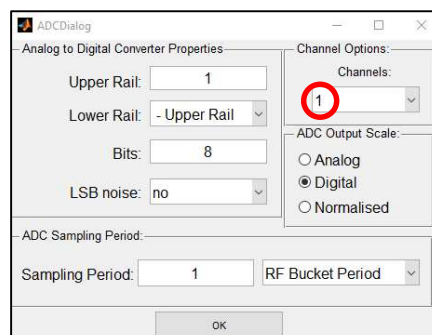 ADCDialog
Analog to Digital Converter Properties
Upper Rail: 1
Lower Rail: - Upper Rail
Bits: 8
LSB noise: no
Channel Options:
Channels:
1
ADC Output Scale:
Analog
Digital
Normalised
ADC Sampling Period:
Sampling Period: 1 RF Bucket Period
OK